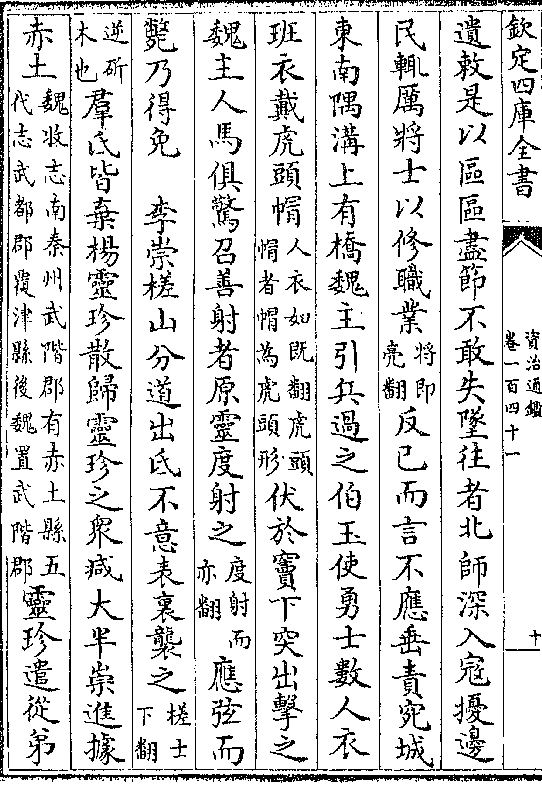 欽定四庫全書
資治通鑑
卷一百四十一
十
遺敕是以區區盡節不敢失墜往者北師深入宼擾邊
民輒厲將士以修職業將即亮翻反已而言不應垂責宛城
東南隅溝上有橋魏主引兵過之伯玉使勇士數人衣
班衣戴虎頭帽人衣如既翻虎頭帽者帽為虎頭形伏於竇下突出擊之
魏主人馬俱驚召善射者原靈度射之度射而亦翻應弦而
斃乃得免　李崇槎山分道出氐不意表裏襲之槎士下翻
逆斫木也羣氐皆棄楊靈珍散歸靈珍之衆減大半崇進據
赤土魏收志南秦州武階郡有赤土縣五代志武都郡覆津縣後魏置武階郡靈珍遣從弟